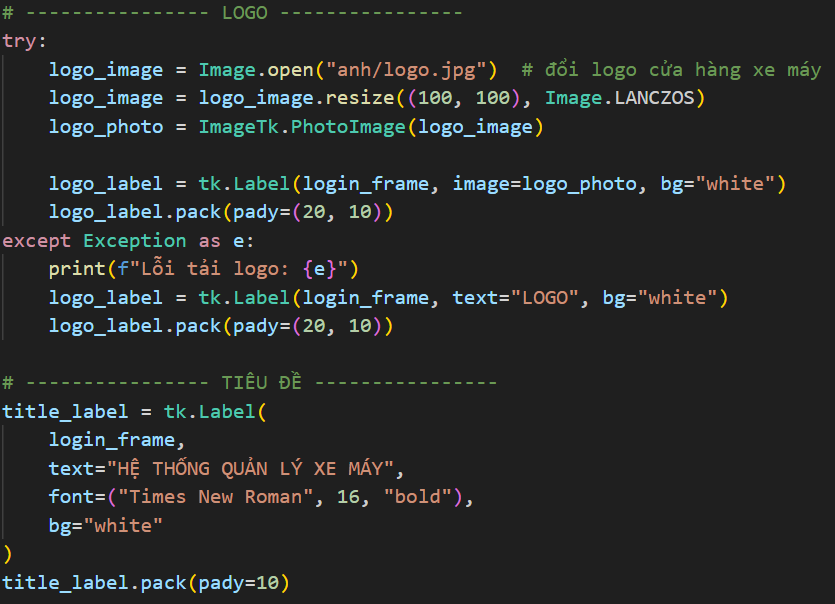 # ---------------- LOGO ----------------
try:
    logo_image = Image.open("anh/logo.jpg")  # đổi logo cửa hàng xe máy
    logo_image = logo_image.resize((100, 100), Image.LANCZOS)
    logo_photo = ImageTk.PhotoImage(logo_image)

    logo_label = tk.Label(login_frame, image=logo_photo, bg="white")
    logo_label.pack(pady=(20, 10))
except Exception as e:
    print(f"Lỗi tải logo: {e}")
    logo_label = tk.Label(login_frame, text="LOGO", bg="white")
    logo_label.pack(pady=(20, 10))

# ---------------- TIÊU ĐỀ ----------------
title_label = tk.Label(
    login_frame,
    text="HỆ THỐNG QUẢN LÝ XE MÁY",
    font=("Times New Roman", 16, "bold"),
    bg="white"
)
title_label.pack(pady=10)